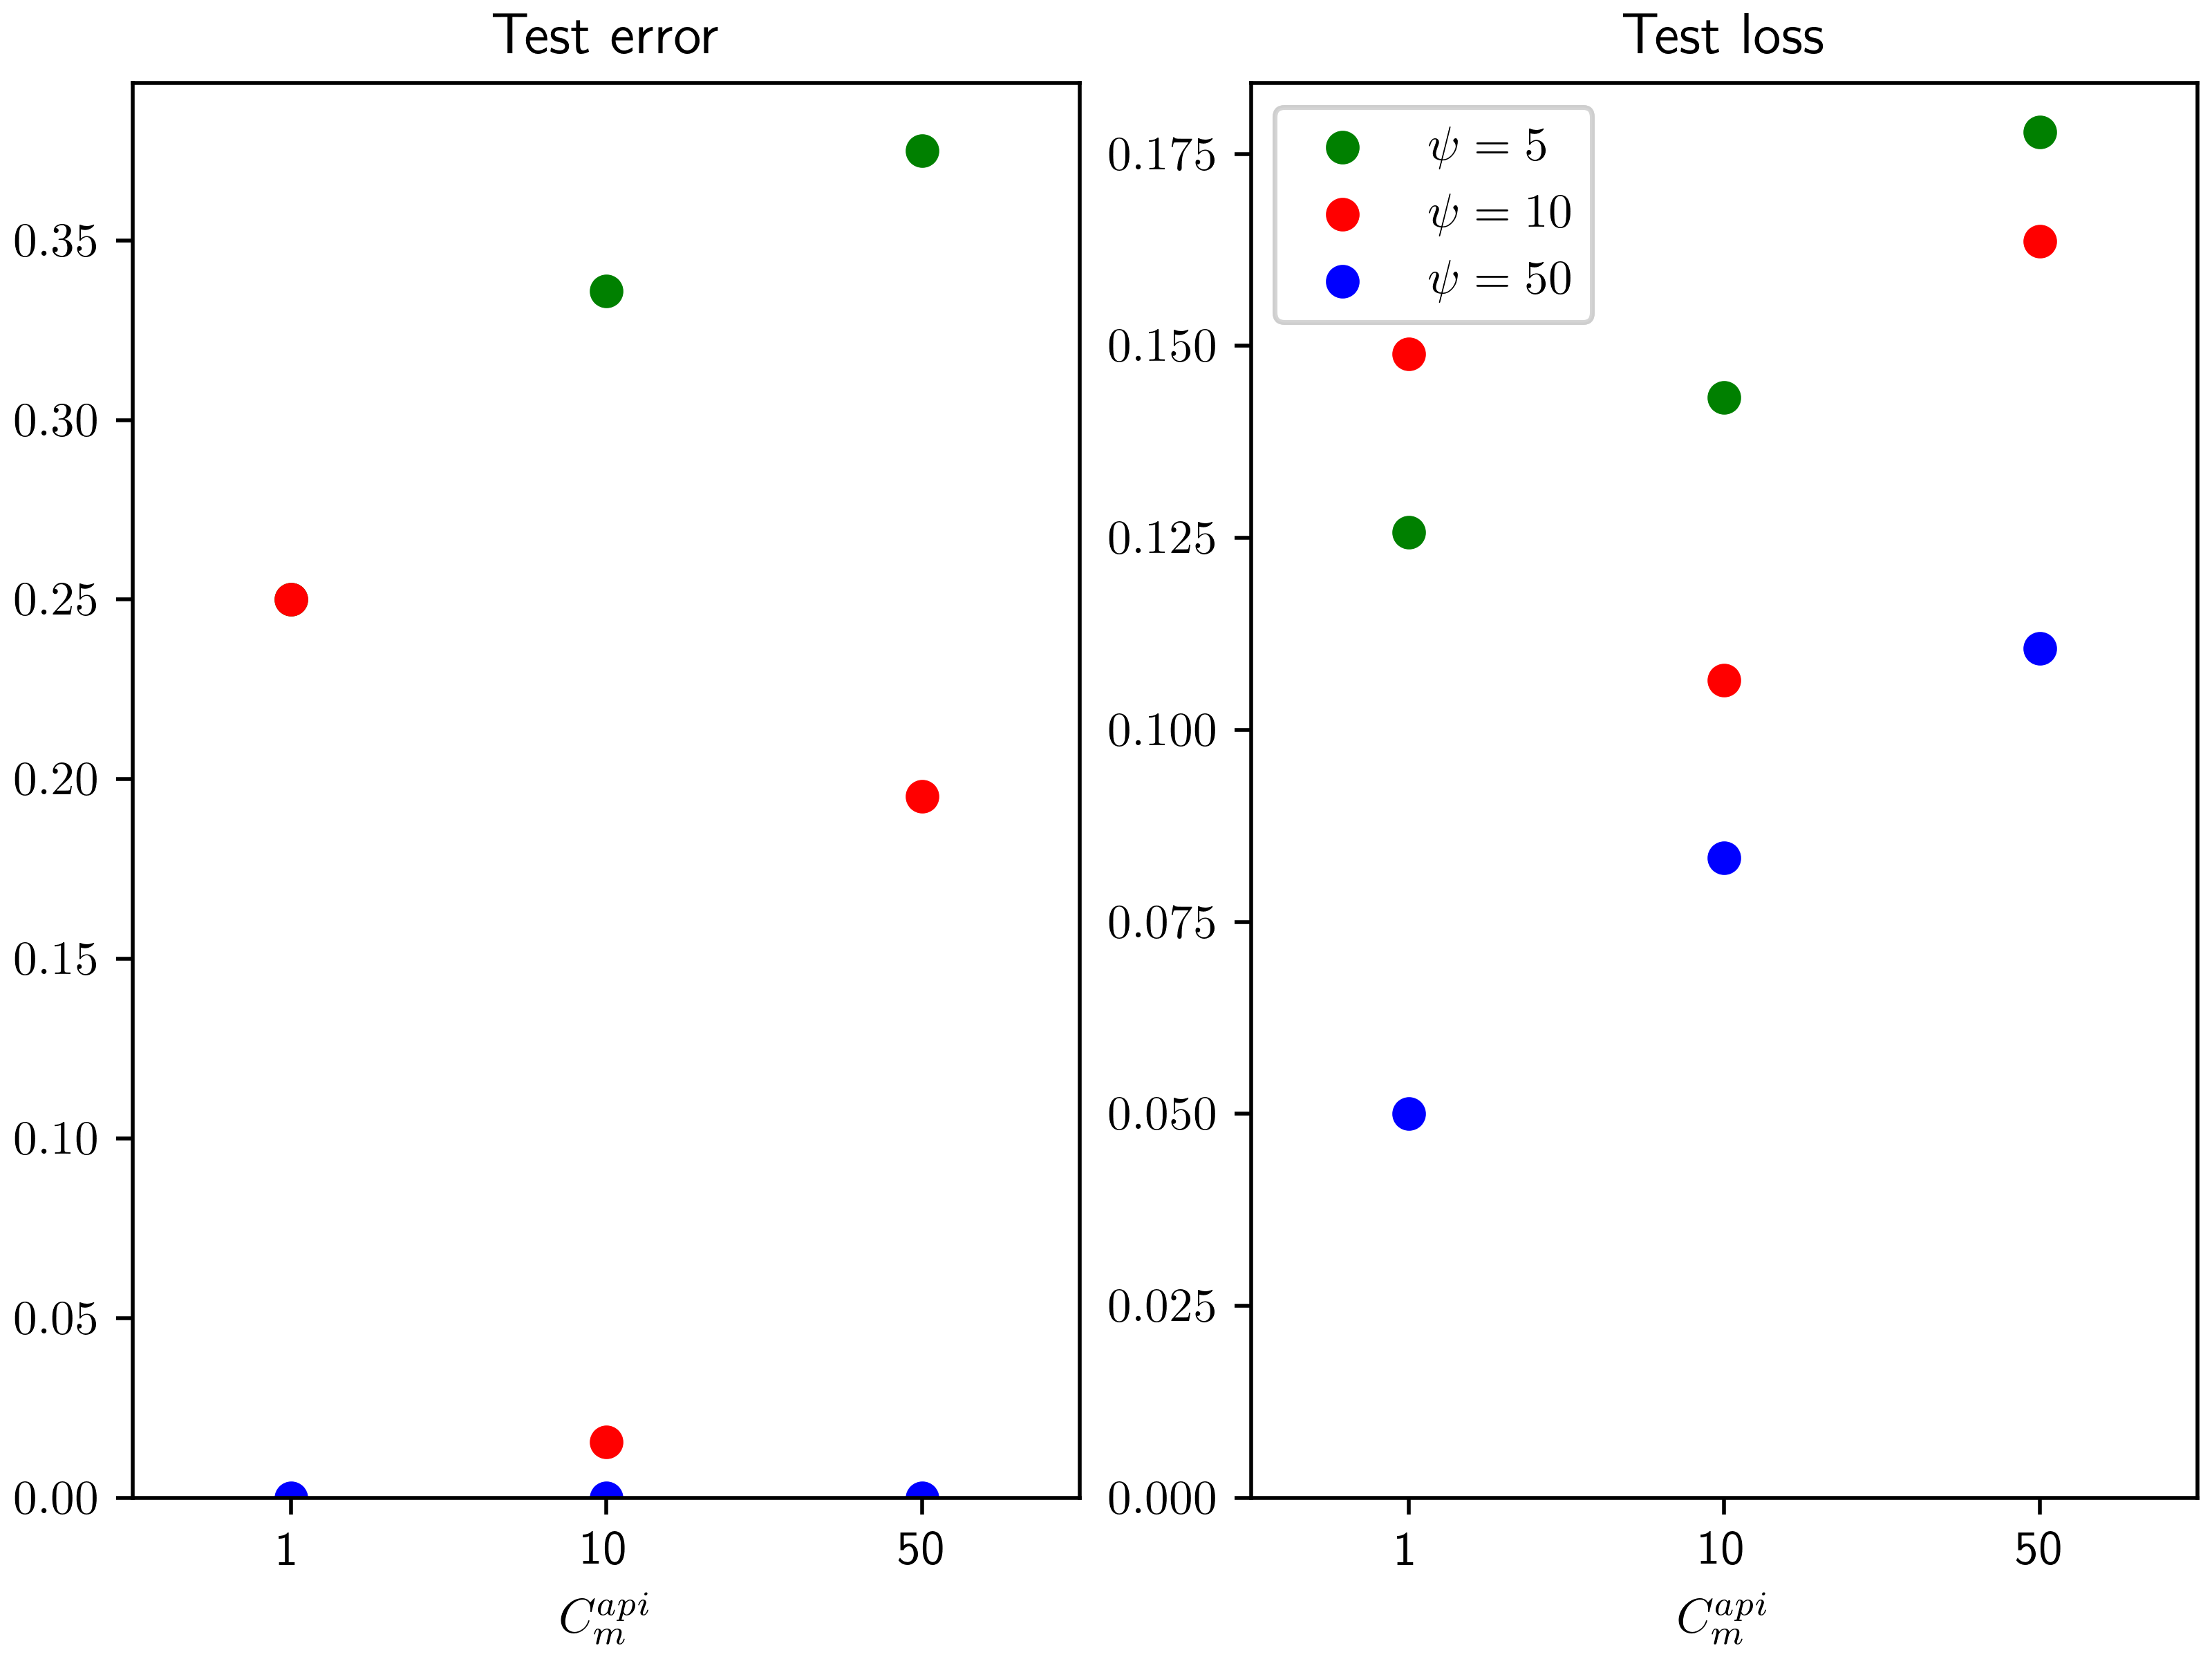 Test error
0.35
0.30
0.25
0.20
0.15
0.10
0.05
0.00
1 10 50
$C_m^{api}$
Test loss
ψ = 5
ψ = 10
ψ = 50
0.175
0.150
0.125
0.100
0.075
0.050
0.025
0.000
1 10 50
$C_m^{api}$